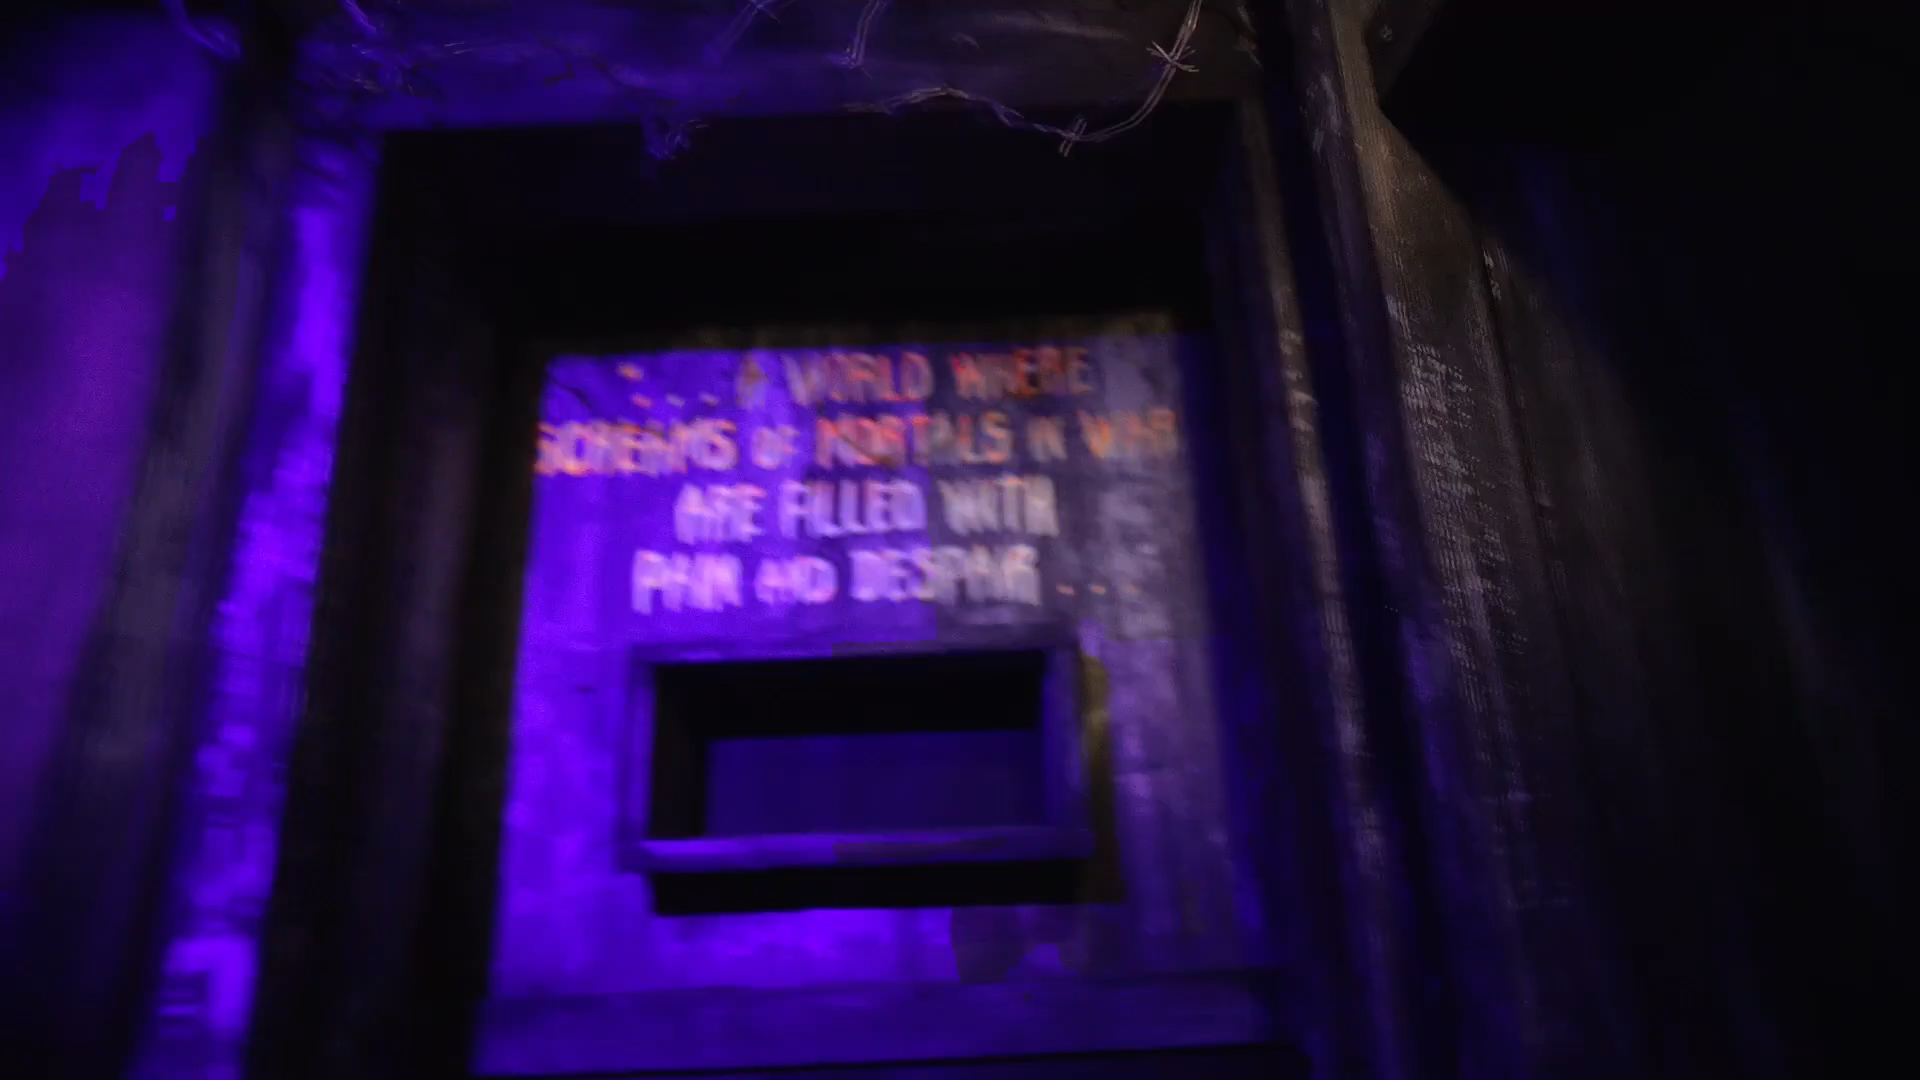 ... A WORLD WHERE
SCREAMS OF MORTALS IN WAR
ARE FILLED WITH
PAIN AND DESPAIR ...